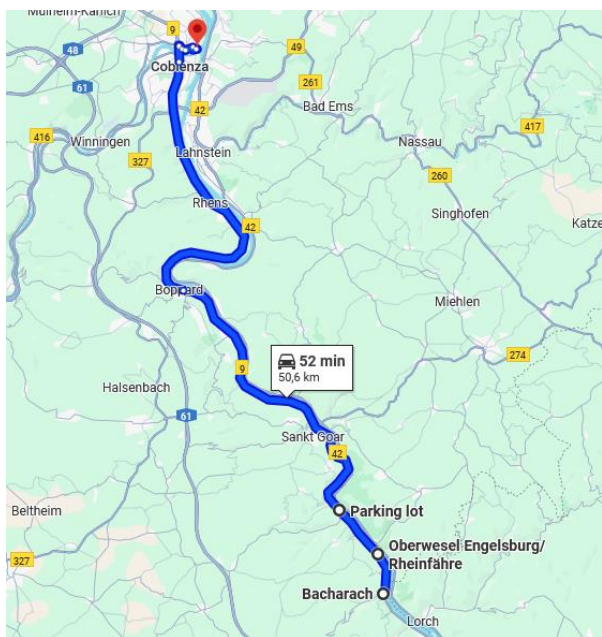 Mülheim-Kärlich
9
48
Coblenza
49
61
261
42
Bad Ems
416
Winningen
417
327
Lahnstein
Nassau
260
Rhens
Singhofen
42
Katze
Boppard
Miehlen
52 min
50,6 km
274
9
Halsenbach
61
Sankt Goar
42
Beltheim
Parking lot
Oberwesel Engelsburg/
Rheinfähre
327
Bacharach
Lorch